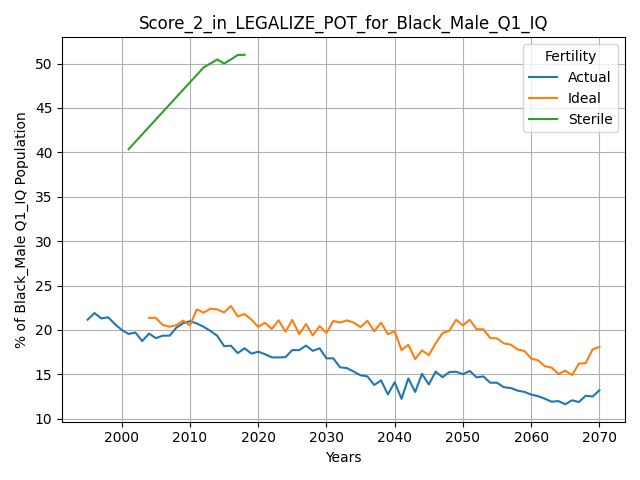 Score_2_in_LEGALIZE_POT_for_Black_Male_Q1_IQ
% of Black_Male Q1_IQ Population
50
45
40
35
30
25
20
15
10
Fertility
Actual
Ideal
Sterile
2000 2010 2020 2030 2040 2050 2060 2070
Years